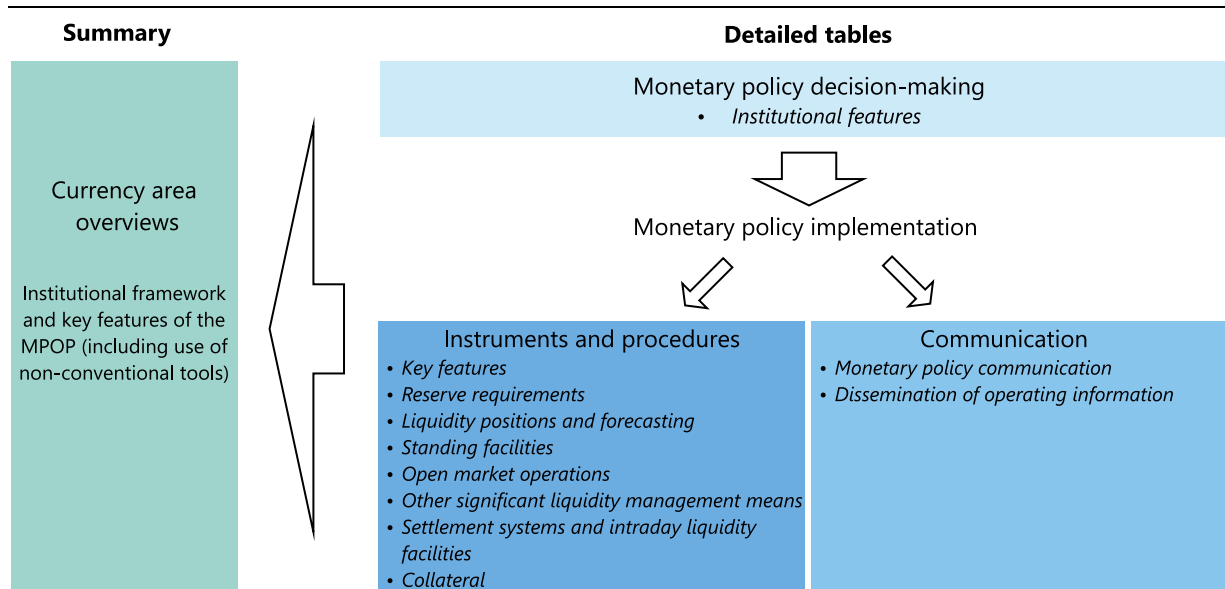 Summary
Currency area
overviews
Institutional framework
and key features of the
MPOP (including use of
non-conventional tools)
Detailed tables
Monetary policy decision-making
• Institutional features
Monetary policy implementation
Instruments and procedures
• Key features
• Reserve requirements
• Liquidity positions and forecasting
• Standing facilities
• Open market operations
• Other significant liquidity management means
• Settlement systems and intraday liquidity
facilities
• Collateral
Communication
• Monetary policy communication
• Dissemination of operating information